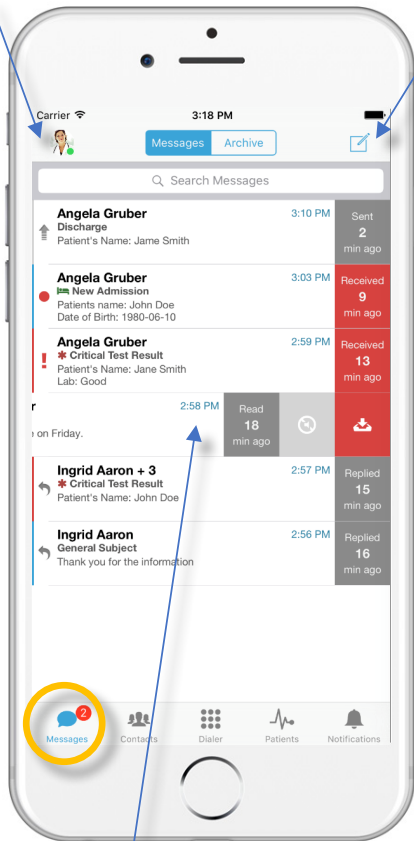 Carrier 3:18 PM
Messages Archive
Search Messages
Angela Gruber 3:10 PM
Discharge
Patient's Name: Jame Smith
Sent
2
min ago
Angela Gruber 3:03 PM
New Admission
Patients name: John Doe
Date of Birth: 1980-06-10
Received
9
min ago
Angela Gruber 2:59 PM
Critical Test Result
Patient's Name: Jane Smith
Lab: Good
Received
13
min ago
r 2:58 PM
e on Friday.
Read
18
min ago
Ingrid Aaron + 3 2:57 PM
Critical Test Result
Patient's Name: John Doe
Replied
15
min ago
Ingrid Aaron 2:56 PM
General Subject
Thank you for the information
Replied
16
min ago
2
Messages Contacts Dialer Patients Notifications